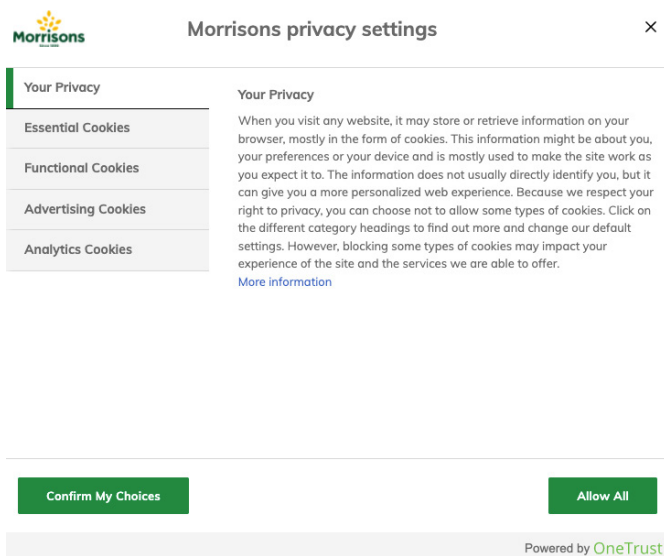 Morrisons
Since 1899
Morrisons privacy settings
Your Privacy
Essential Cookies
Functional Cookies
Advertising Cookies
Analytics Cookies
Your Privacy
When you visit any website, it may store or retrieve information on your
browser, mostly in the form of cookies. This information might be about you,
your preferences or your device and is mostly used to make the site work as
you expect it to. The information does not usually directly identify you, but it
can give you a more personalized web experience. Because we respect your
right to privacy, you can choose not to allow some types of cookies. Click on
the different category headings to find out more and change our default
settings. However, blocking some types of cookies may impact your
experience of the site and the services we are able to offer.
More information
Confirm My Choices
Allow All
Powered by OneTrust